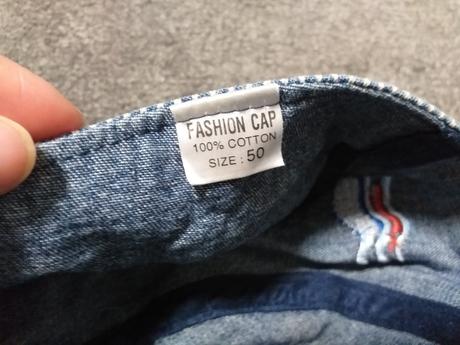 FASHION CAP
100% COTTON
SIZE : 50